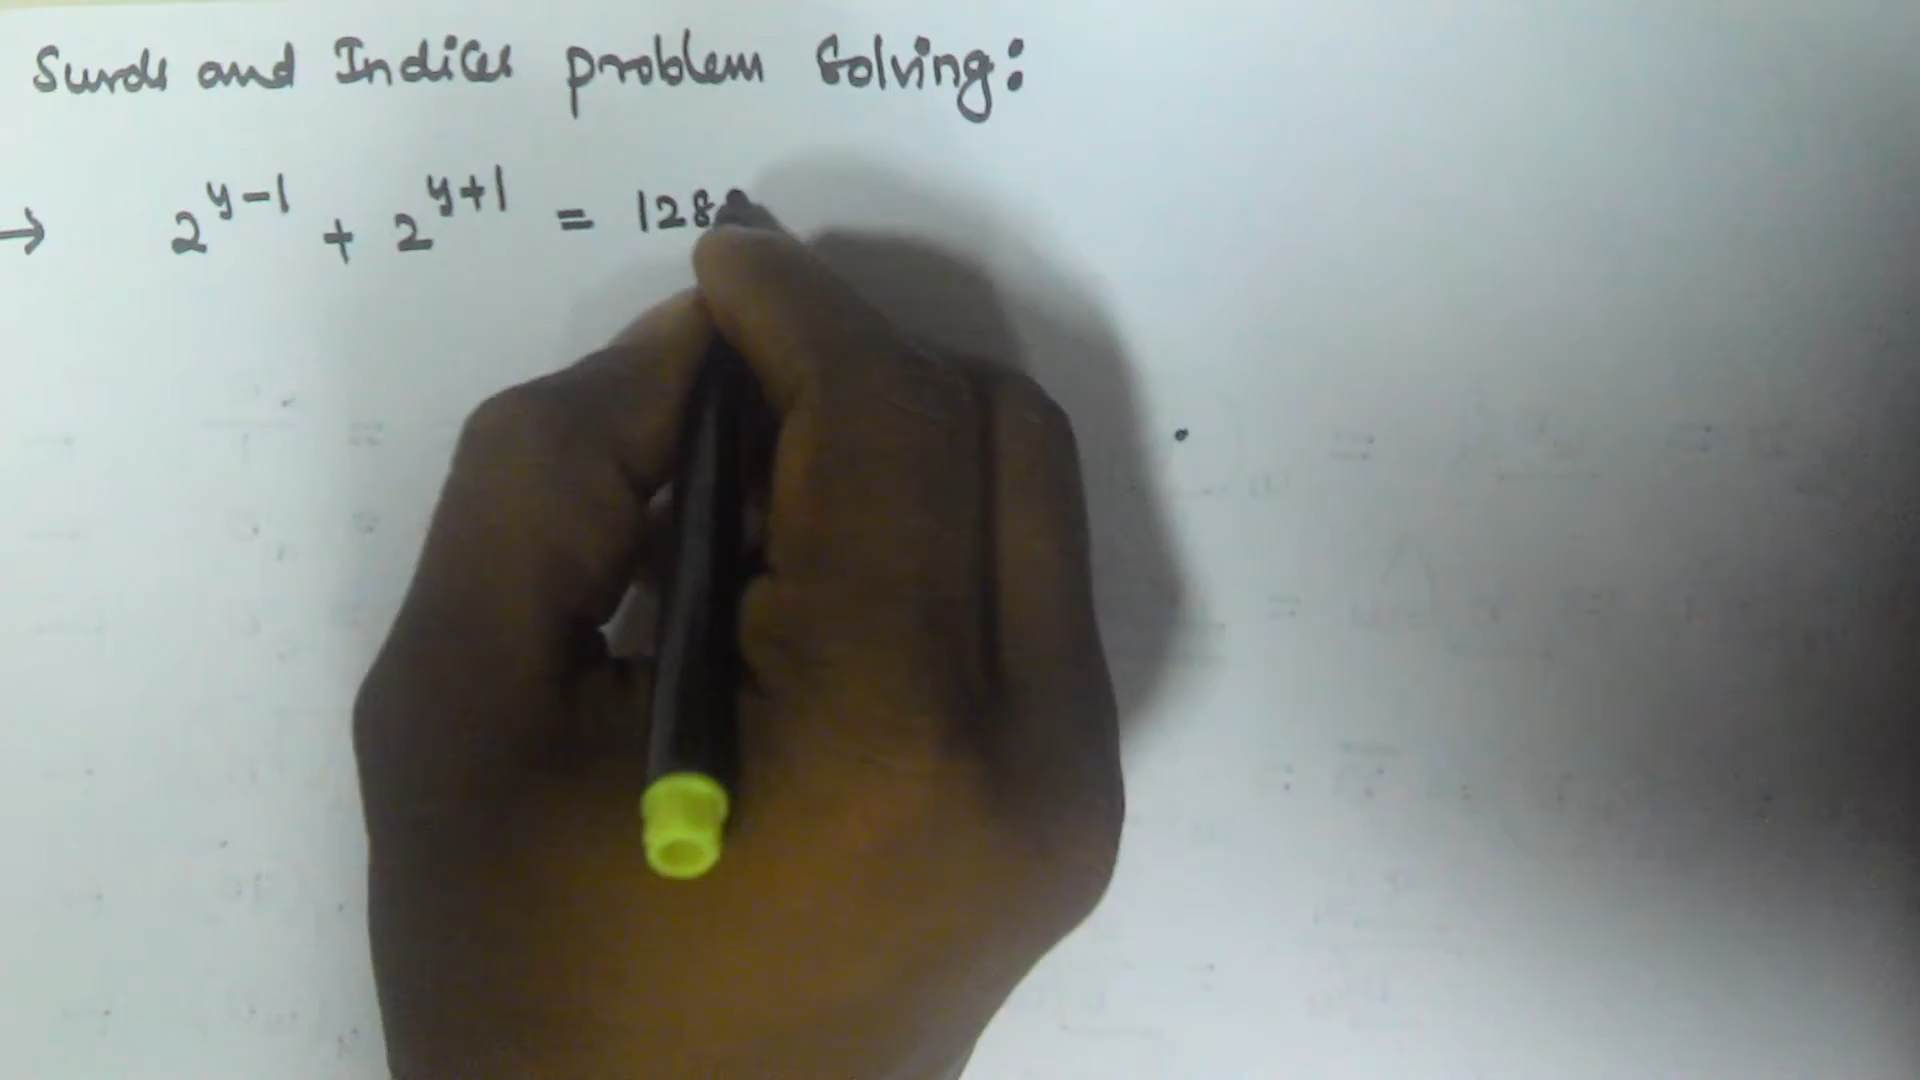 Surds and Indices problem Solving:
→ 2^{y-1} + 2^{y+1} = 128